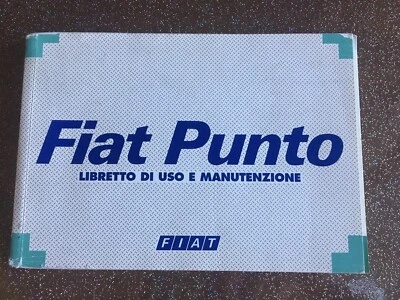 Fiat Punto
LIBRETTO DI USO E MANUTENZIONE
FIAT